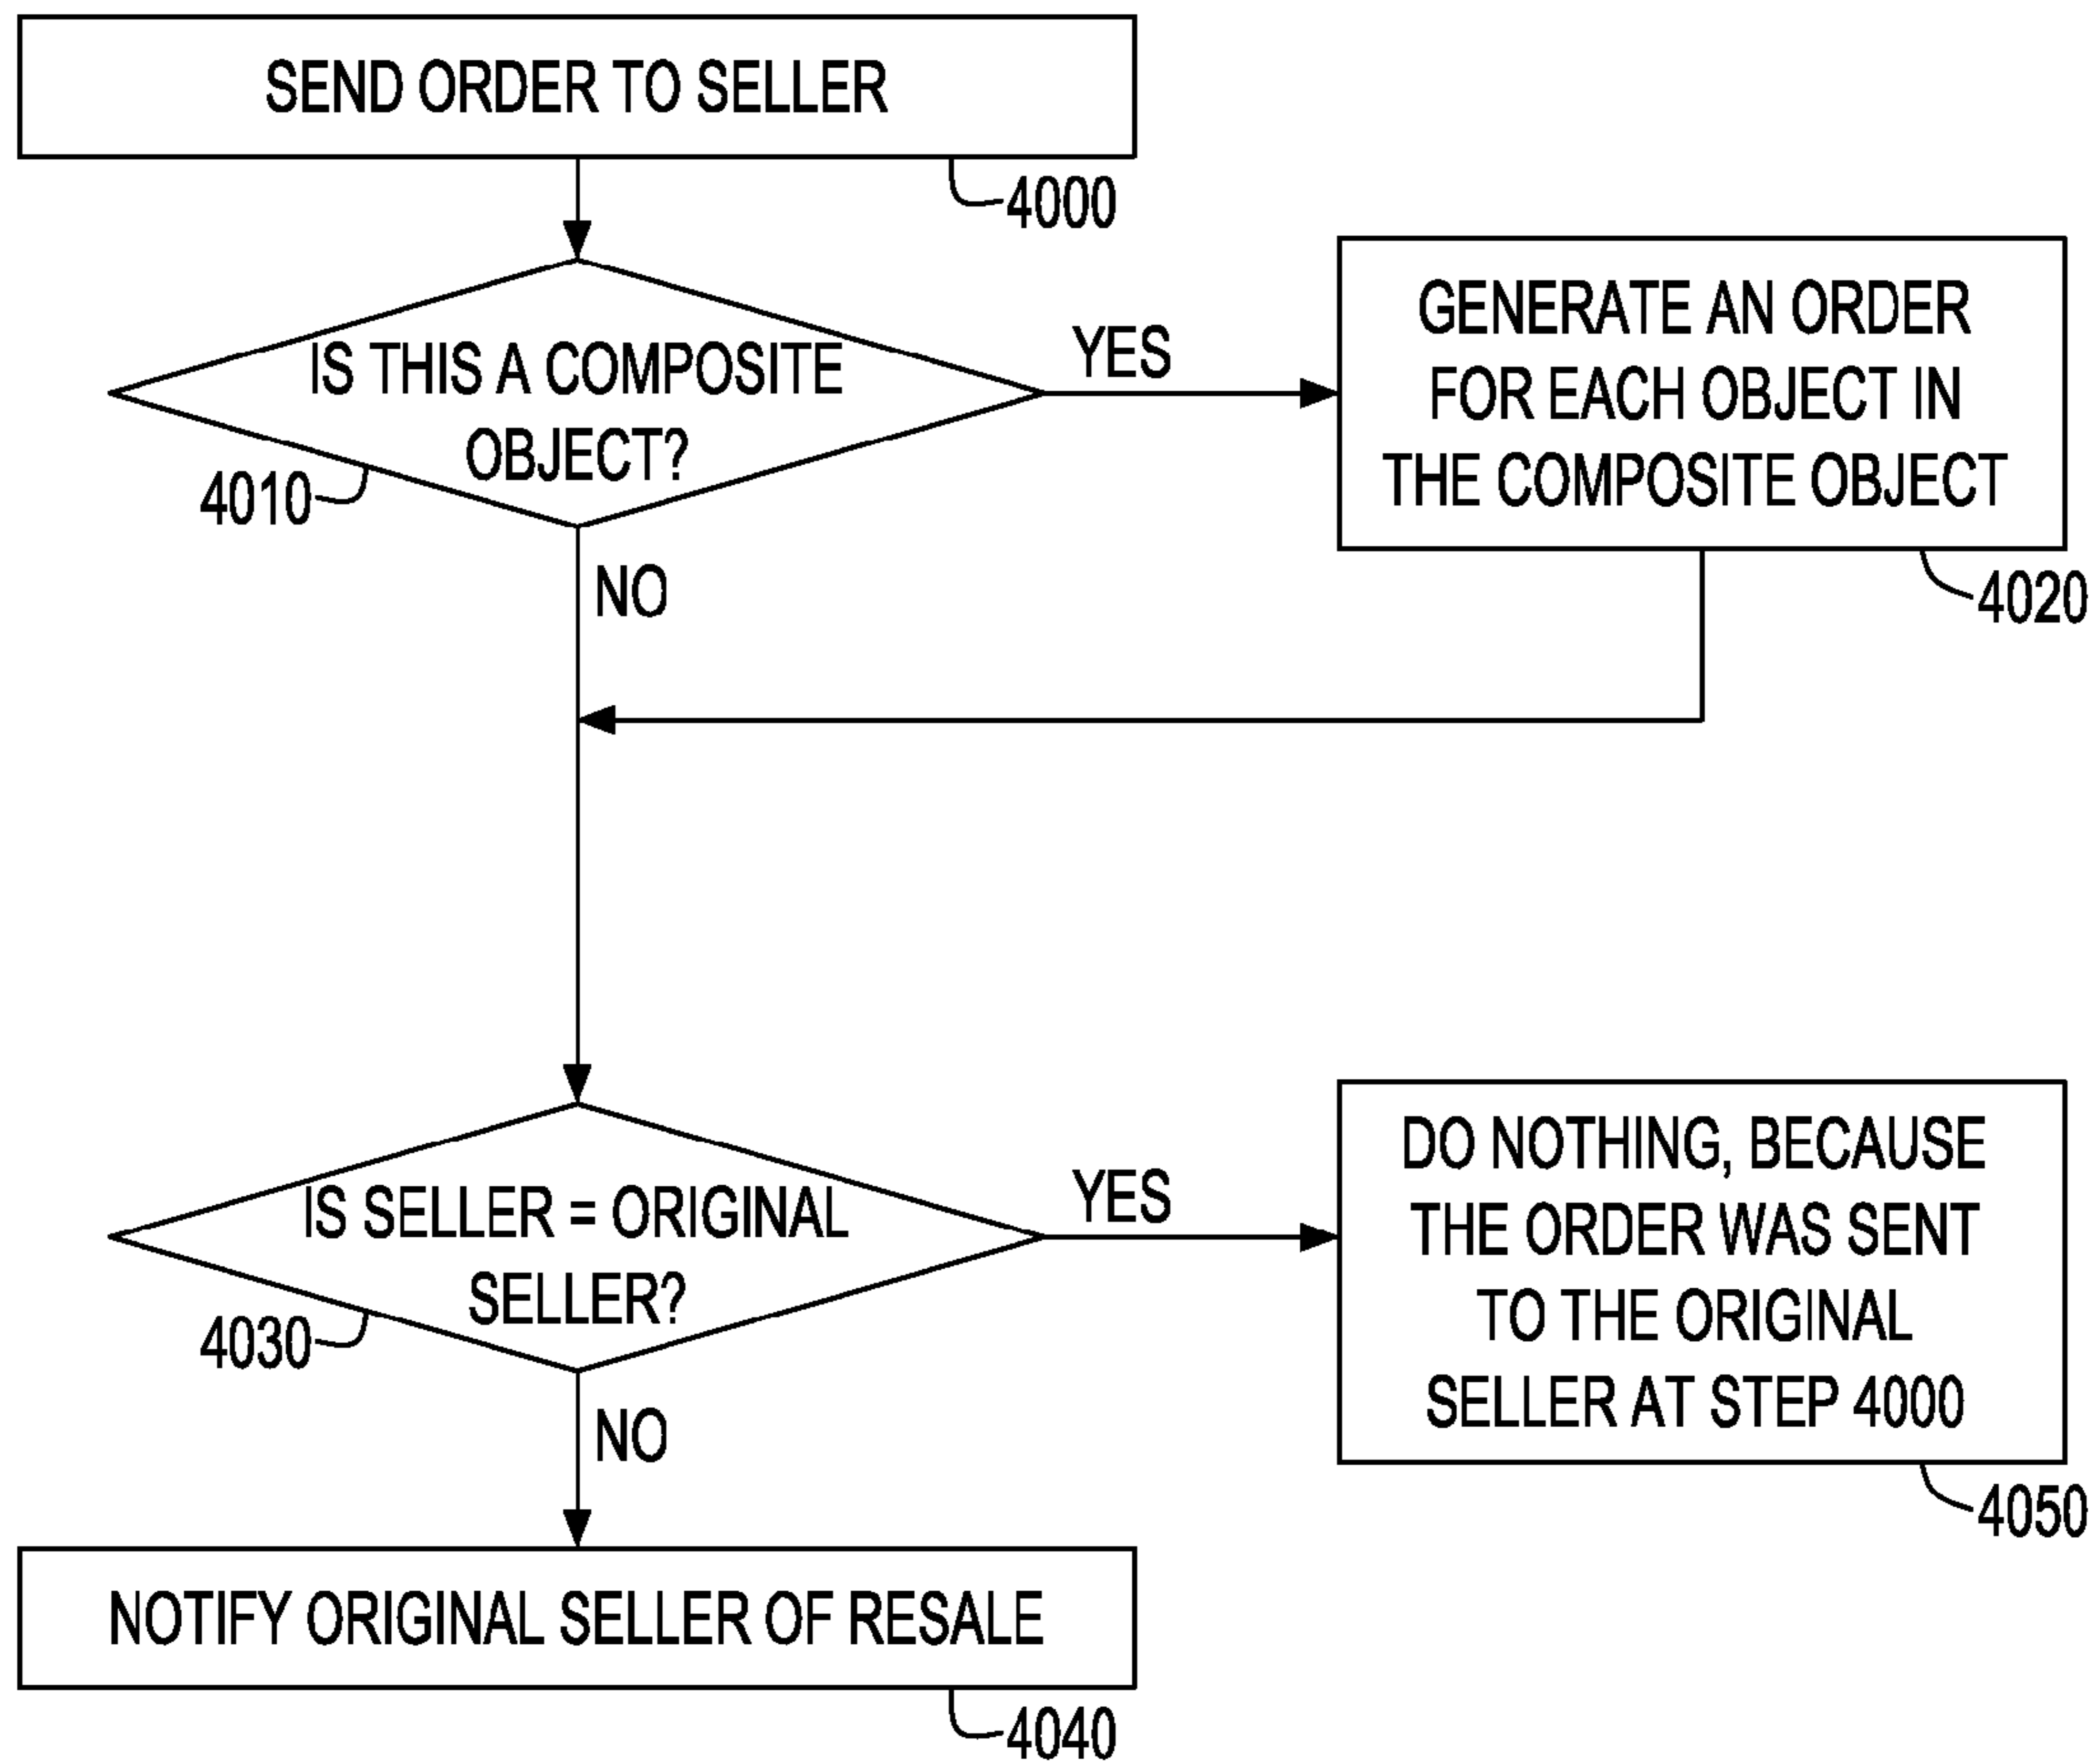 SEND ORDER TO SELLER
4000
IS THIS A COMPOSITE
OBJECT?
4010
YES
GENERATE AN ORDER
FOR EACH OBJECT IN
THE COMPOSITE OBJECT
4020
NO
IS SELLER = ORIGINAL
SELLER?
4030
YES
DO NOTHING, BECAUSE
THE ORDER WAS SENT
TO THE ORIGINAL
SELLER AT STEP 4000
4050
NO
NOTIFY ORIGINAL SELLER OF RESALE
4040